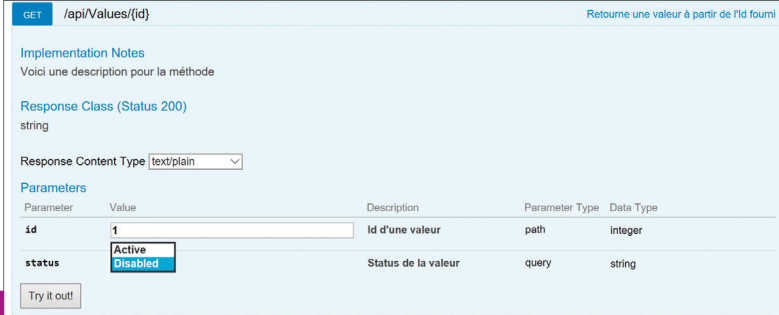 GET /api/Values/{id} Retourne une valeur à partir de l'Id fourni
Implementation Notes
Voici une description pour la méthode
Response Class (Status 200)
string
Response Content Type text/plain
Parameters
Parameter Value Description Parameter Type Data Type
id 1 Id d'une valeur path integer
Active
status Disabled Status de la valeur query string
Try it out!